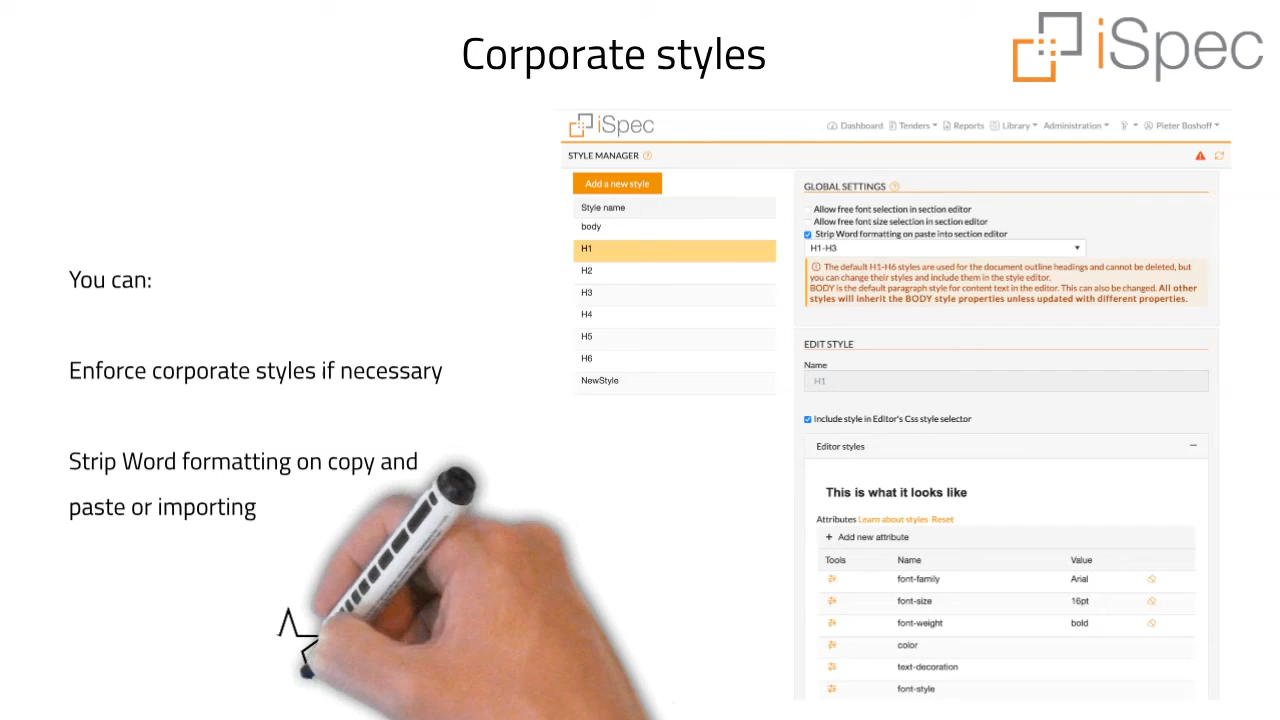 Corporate styles
iSpec
iSpec
Dashboard Tenders Reports Library Administration Pieter Boshoff
STYLE MANAGER
Add a new style
Style name
body
H1
H2
H3
H4
H5
H6
NewStyle
GLOBAL SETTINGS
Allow free font selection in section editor
Allow free font size selection in section editor
Strip Word formatting on paste into section editor
H1-H3
The default H1-H6 styles are used for the document outline headings and cannot be deleted, but
you can change their styles and include them in the style editor.
BODY is the default paragraph style for content text in the editor. This can also be changed. All other
styles will inherit the BODY style properties unless updated with different properties.
EDIT STYLE
Name
H1
Include style in Editor's Css style selector
Editor styles
This is what it looks like
Attributes Learn about styles Reset
+ Add new attribute
Tools Name Value
font-family Arial
font-size 16pt
font-weight bold
color
text-decoration
font-style
You can:
Enforce corporate styles if necessary
Strip Word formatting on copy and
paste or importing